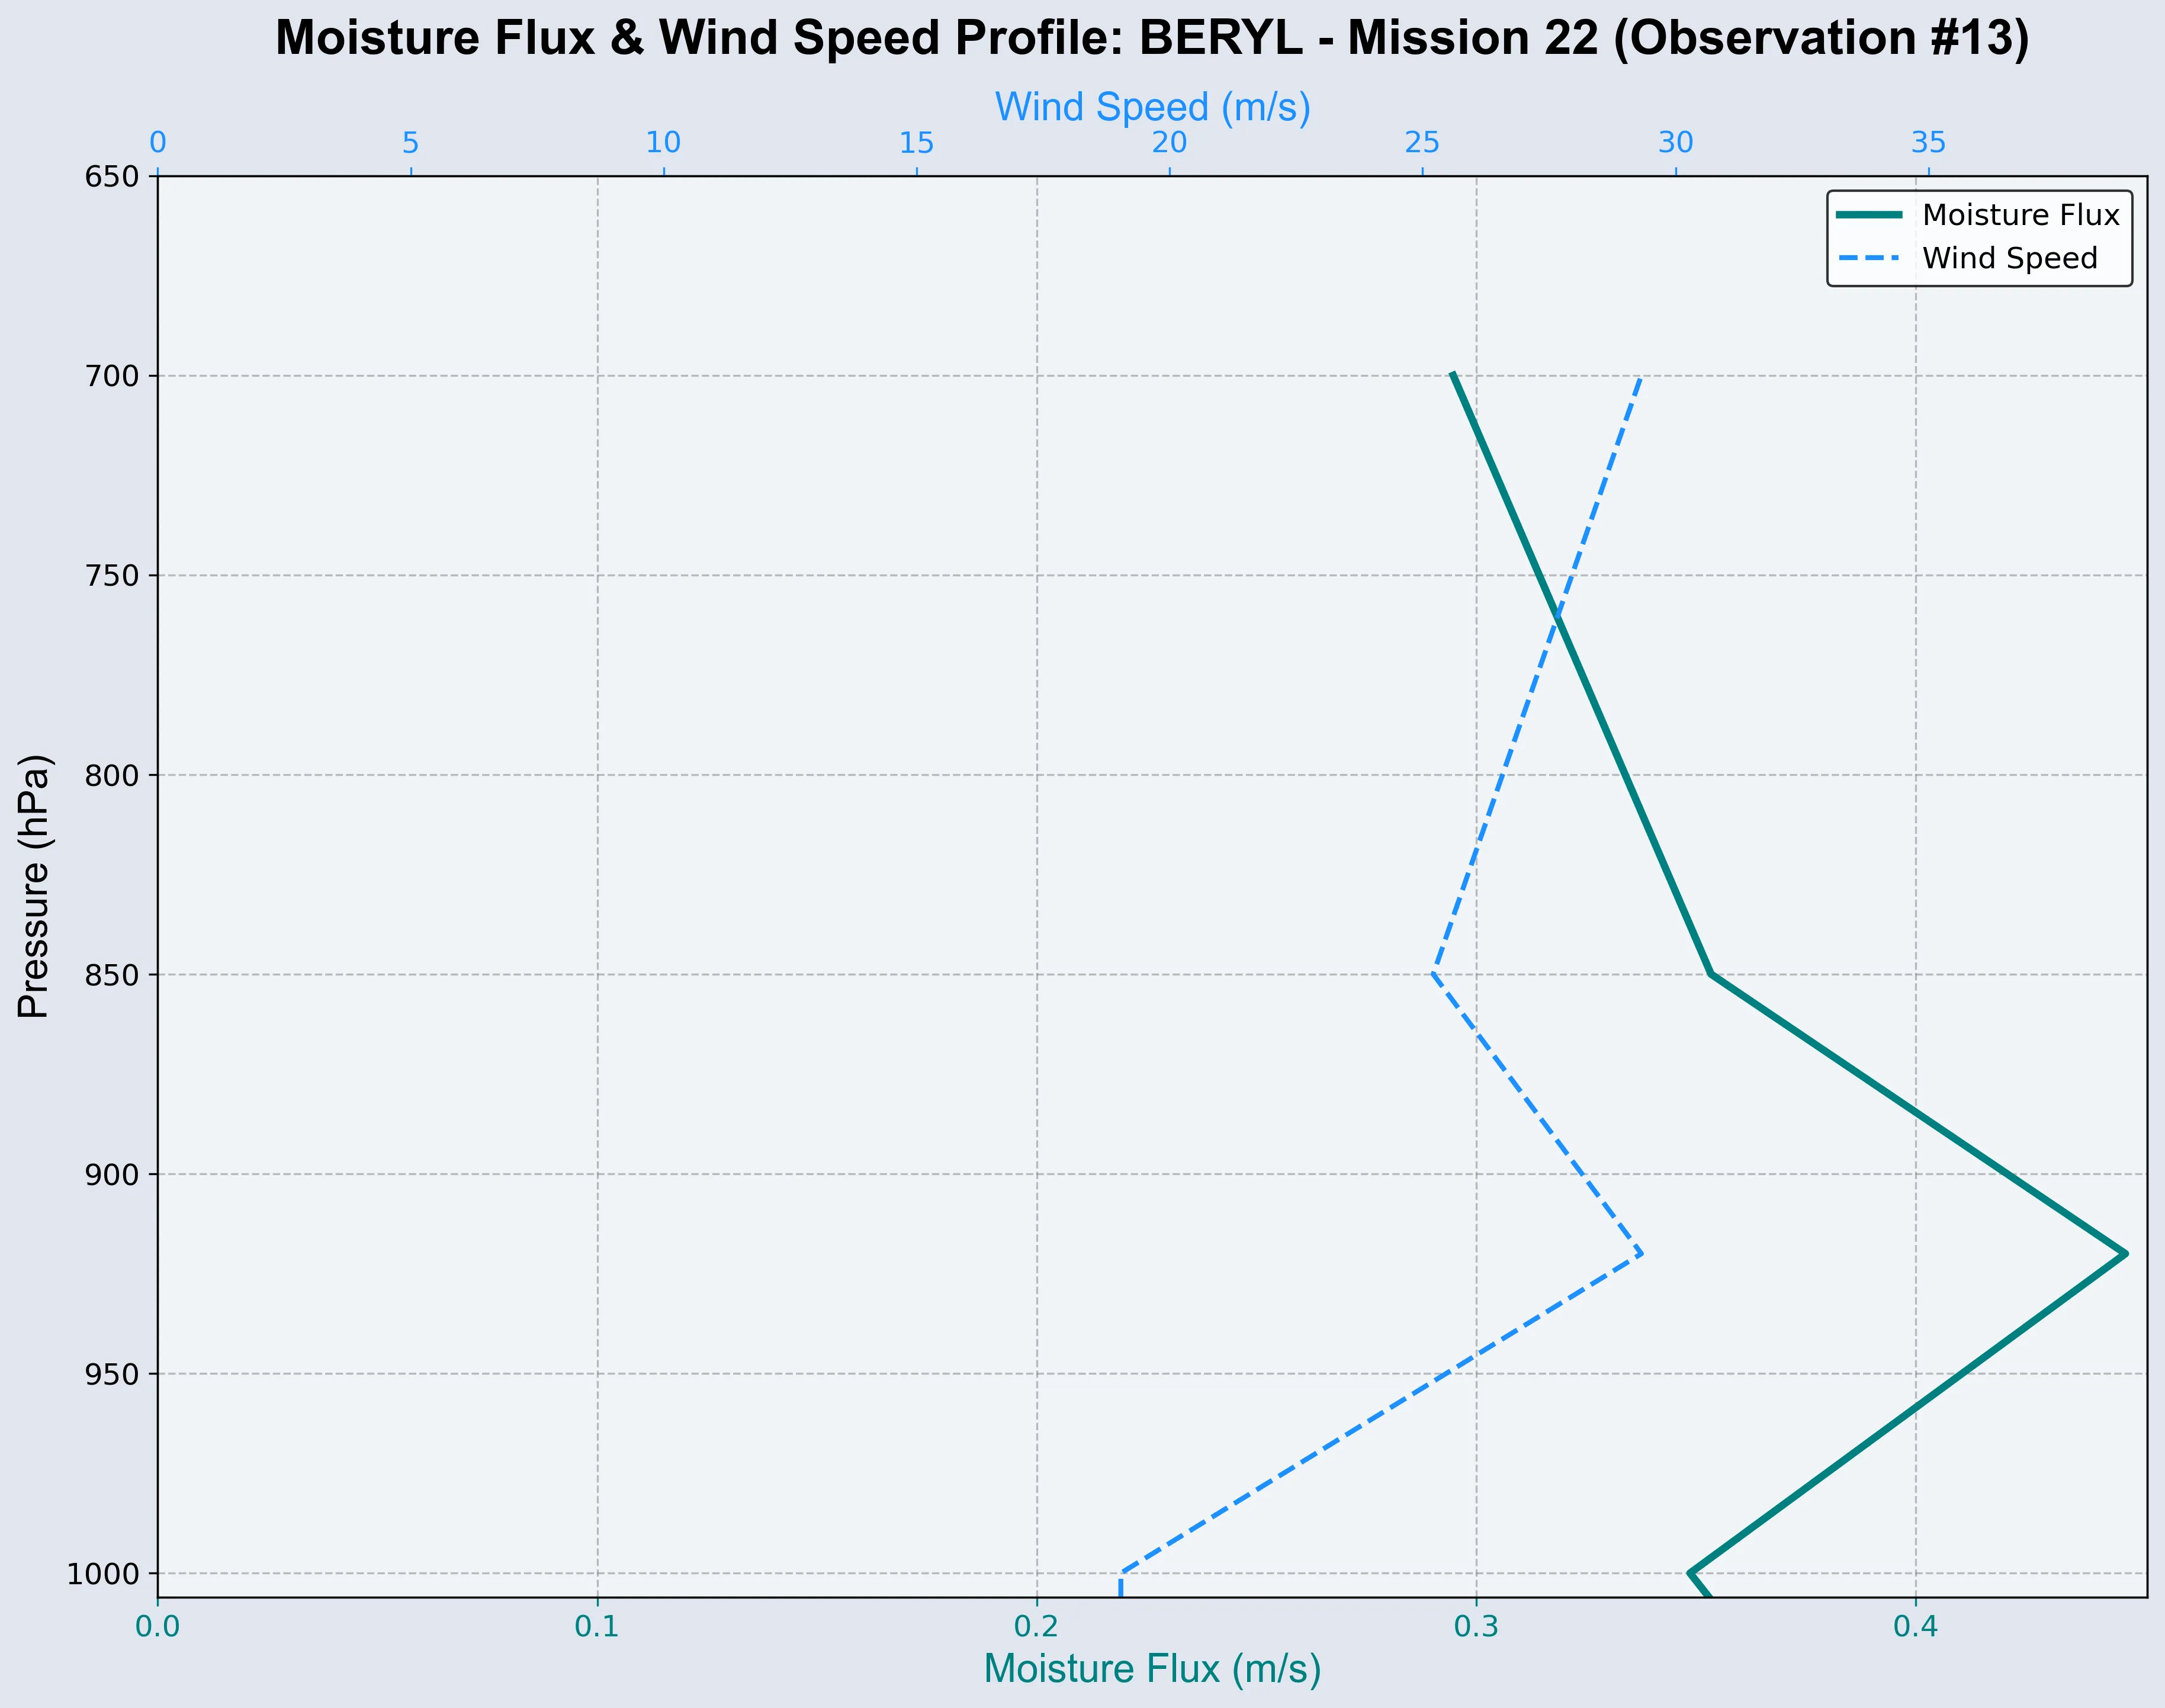 Moisture Flux & Wind Speed Profile: BERYL - Mission 22 (Observation #13)
Wind Speed (m/s)
0 5 10 15 20 25 30 35
Moisture Flux
Wind Speed
Pressure (hPa)
650
700
750
800
850
900
950
1000
0.0 0.1 0.2 0.3 0.4
Moisture Flux (m/s)